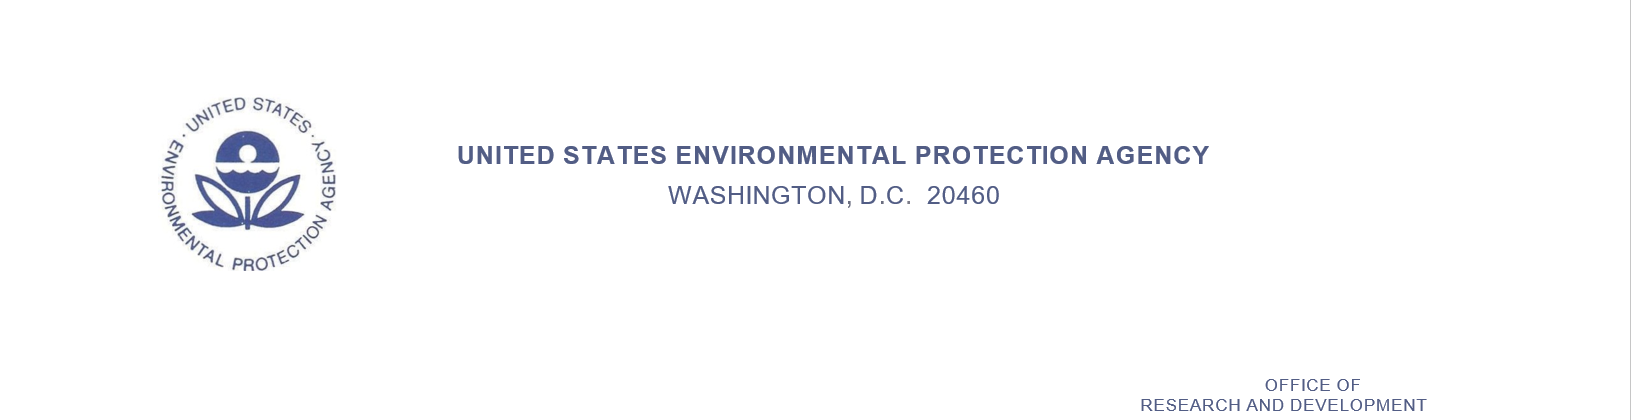 · UNITED STATES ·
ENVIRONMENTAL PROTECTION AGENCY
UNITED STATES ENVIRONMENTAL PROTECTION AGENCY
WASHINGTON, D.C.  20460
OFFICE OF
RESEARCH AND DEVELOPMENT